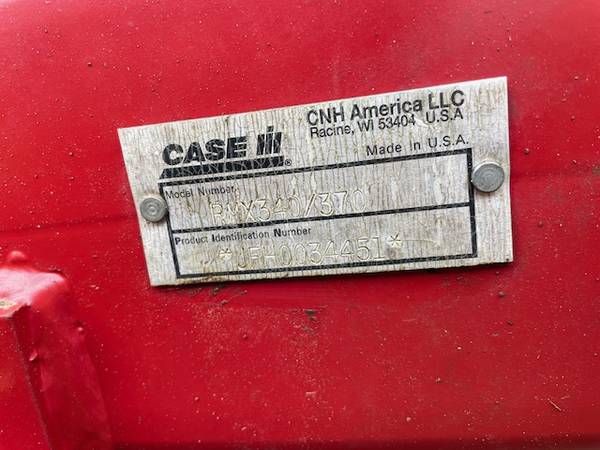 CNH America LLC
Racine, WI 53404 U.S.A
CASE IH®
Made in U.S.A.
Model Number
RMX340/370
Product Identification Number
*JFH0034451*